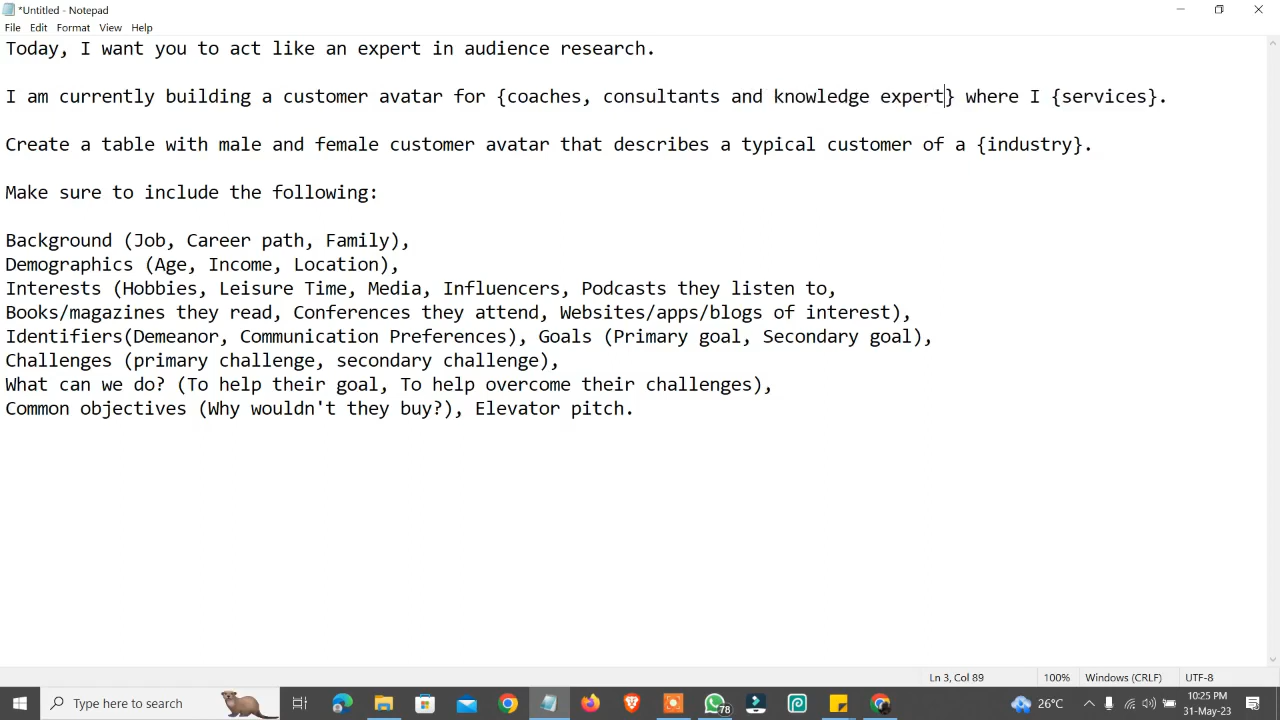 *Untitled - Notepad
File Edit Format View Help
Today, I want you to act like an expert in audience research.
I am currently building a customer avatar for {coaches, consultants and knowledge expert} where I {services}.
Create a table with male and female customer avatar that describes a typical customer of a {industry}.
Make sure to include the following:
Background (Job, Career path, Family),
Demographics (Age, Income, Location),
Interests (Hobbies, Leisure Time, Media, Influencers, Podcasts they listen to,
Books/magazines they read, Conferences they attend, Websites/apps/blogs of interest),
Identifiers(Demeanor, Communication Preferences), Goals (Primary goal, Secondary goal),
Challenges (primary challenge, secondary challenge),
What can we do? (To help their goal, To help overcome their challenges),
Common objectives (Why wouldn't they buy?), Elevator pitch.
Ln 3, Col 89 100% Windows (CRLF) UTF-8
Type here to search 78 26°C 10:25 PM
31-May-23